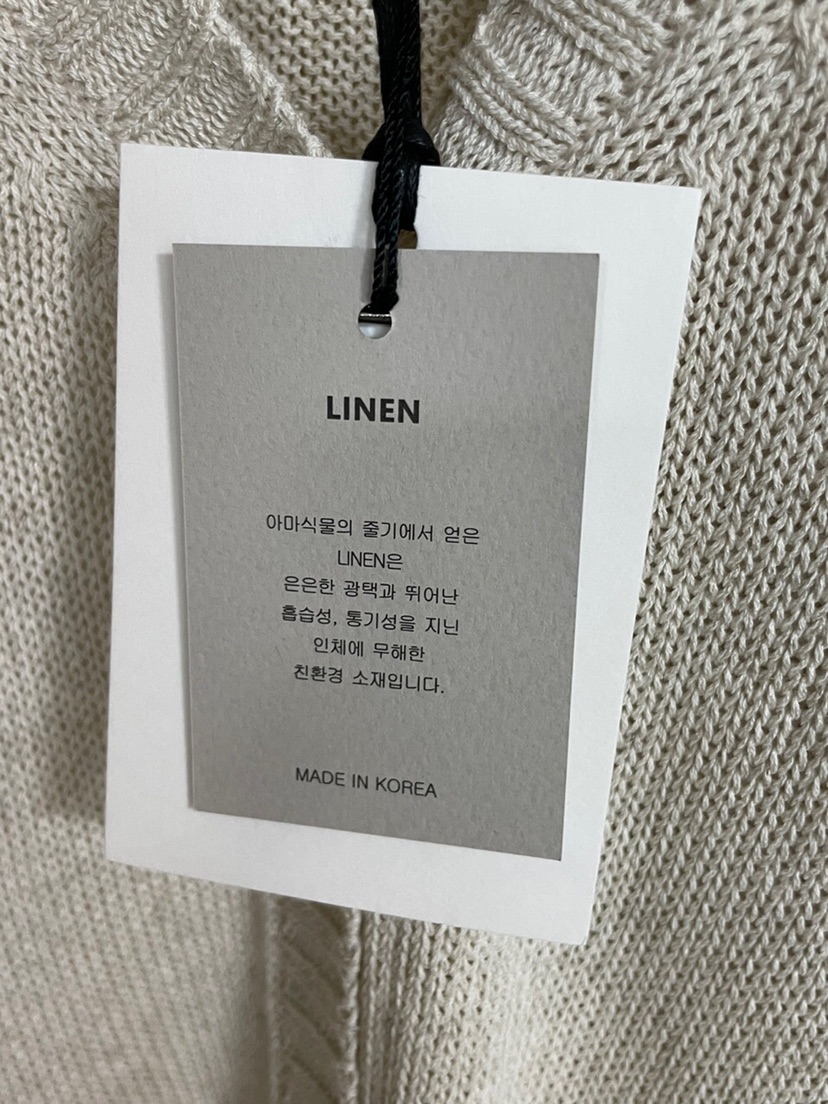 LINEN
아마식물의 줄기에서 얻은
LINEN은
은은한 광택과 뛰어난
흡습성, 통기성을 지닌
인체에 무해한
친환경 소재입니다.
MADE IN KOREA